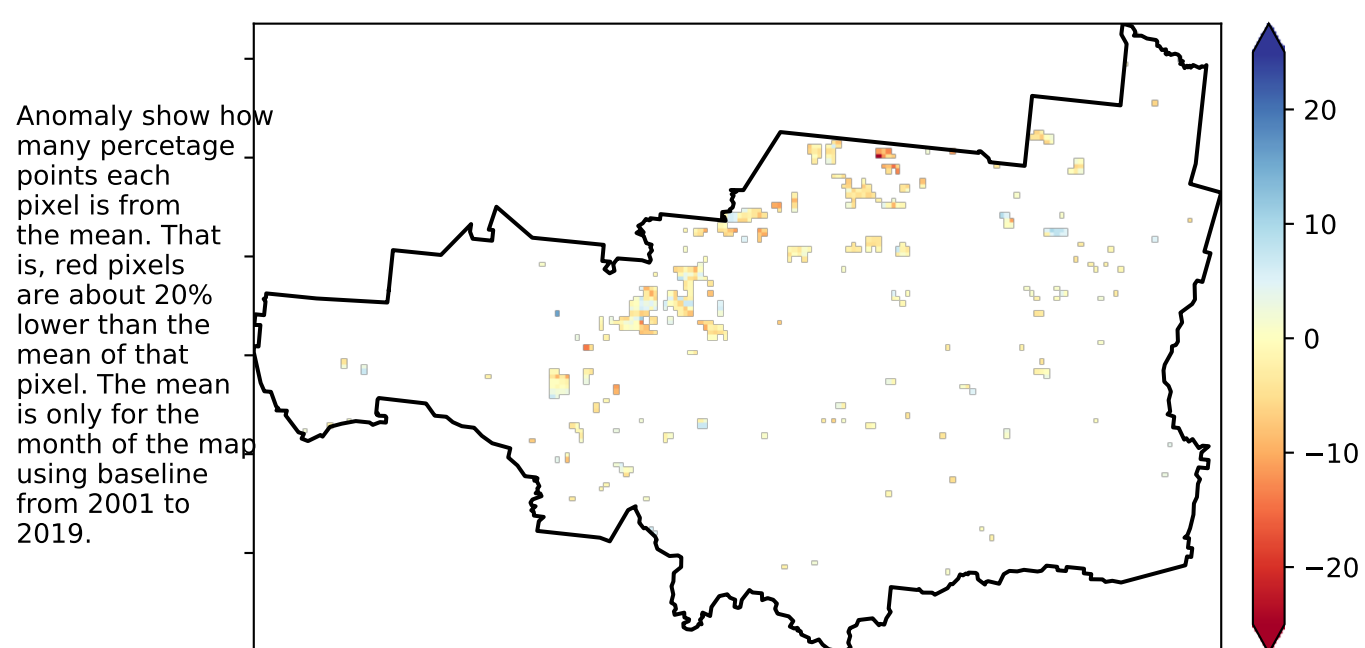 Anomaly show how
many percetage
points each
pixel is from
the mean. That
is, red pixels
are about 20%
lower than the
mean of that
pixel. The mean
is only for the
month of the map
using baseline
from 2001 to
2019.
20
10
0
−10
−20